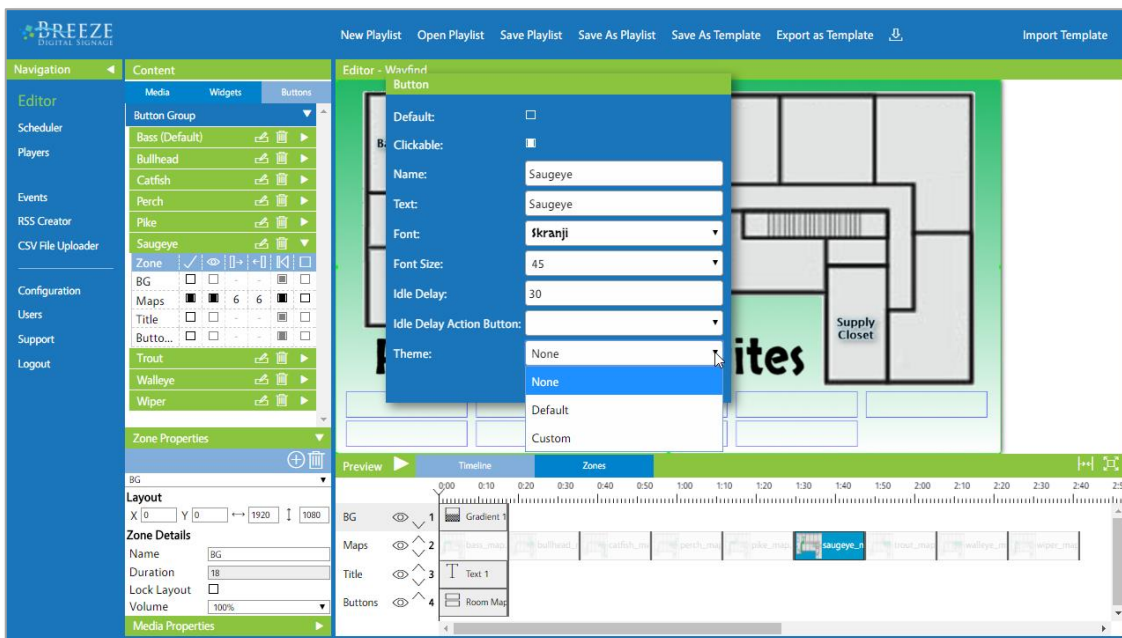 BREEZE
DIGITAL SIGNAGE
New Playlist Open Playlist Save Playlist Save As Playlist Save As Template Export as Template Import Template
Navigation
Editor
Scheduler
Players
Events
RSS Creator
CSV File Uploader
Configuration
Users
Support
Logout
Content
Media Widgets Buttons
Button Group
Bass (Default)
Bullhead
Catfish
Perch
Pike
Saugeye
Zone
BG - -
Maps 6 6
Title - -
Butto... - -
Trout
Walleye
Wiper
Zone Properties
BG
Layout
X 0 Y 0 1920 1080
Zone Details
Name BG
Duration 18
Lock Layout
Volume 100%
Media Properties
Editor - Wayfind
Button
Default:
Clickable:
Name: Saugeye
Text: Saugeye
Font: Skranji
Font Size: 45
Idle Delay: 30
Idle Delay Action Button:
Theme: None
None
Default
Custom
Supply
Closet
ites
Preview Timeline Zones
0:00 0:10 0:20 0:30 0:40 0:50 1:00 1:10 1:20 1:30 1:40 1:50 2:00 2:10 2:20 2:30 2:40
BG 1 Gradient 1
Maps 2 bass_map bullhead_ catfish_m perch_map pike_map saugeye_n trout_map walleye_m wiper_map
Title 3 Text 1
Buttons 4 Room Map